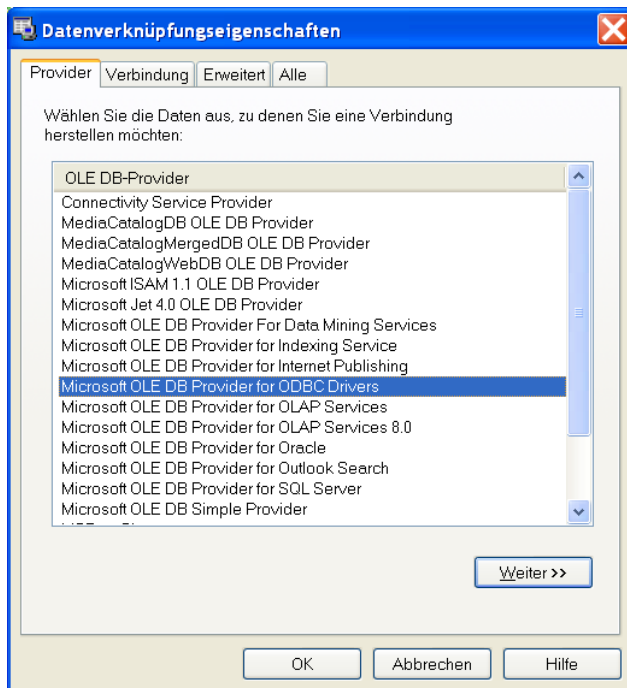 Datenverknüpfungseigenschaften
Provider Verbindung Erweitert Alle
Wählen Sie die Daten aus, zu denen Sie eine Verbindung
herstellen möchten:
OLE DB-Provider
Connectivity Service Provider
MediaCatalogDB OLE DB Provider
MediaCatalogMergedDB OLE DB Provider
MediaCatalogWebDB OLE DB Provider
Microsoft ISAM 1.1 OLE DB Provider
Microsoft Jet 4.0 OLE DB Provider
Microsoft OLE DB Provider For Data Mining Services
Microsoft OLE DB Provider for Indexing Service
Microsoft OLE DB Provider for Internet Publishing
Microsoft OLE DB Provider for ODBC Drivers
Microsoft OLE DB Provider for OLAP Services
Microsoft OLE DB Provider for OLAP Services 8.0
Microsoft OLE DB Provider for Oracle
Microsoft OLE DB Provider for Outlook Search
Microsoft OLE DB Provider for SQL Server
Microsoft OLE DB Simple Provider
Weiter >>
OK Abbrechen Hilfe